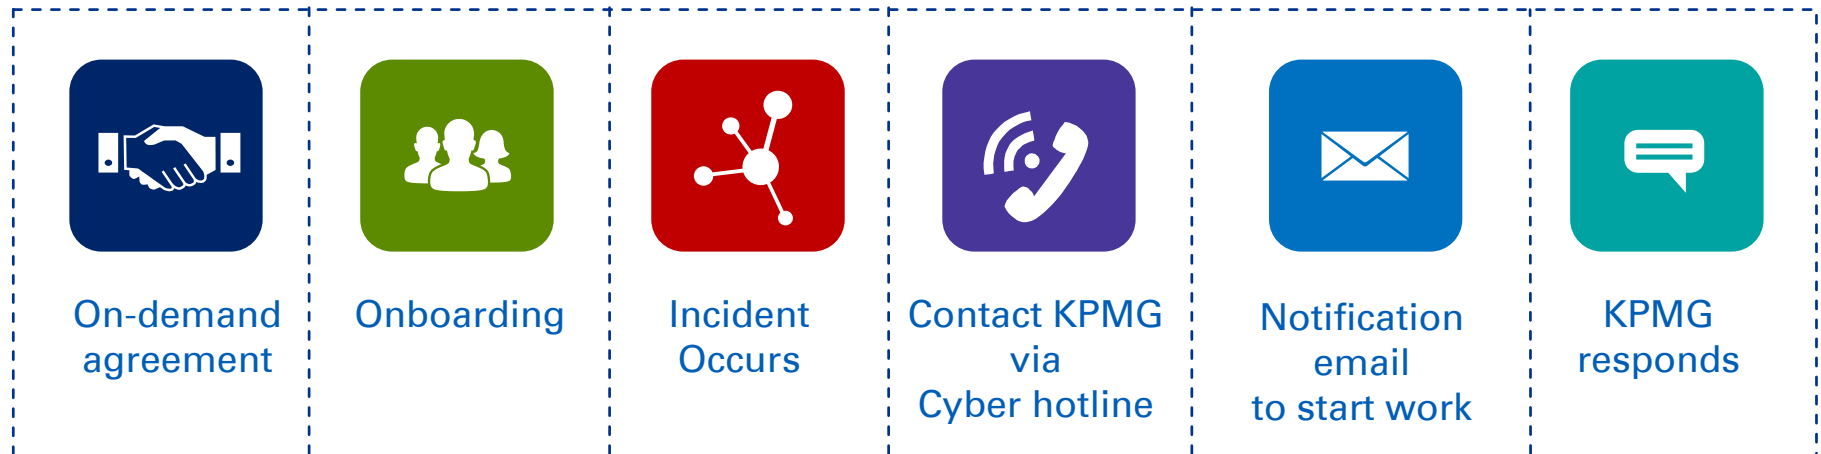 On-demand
agreement
Onboarding
Incident
Occurs
Contact KPMG
via
Cyber hotline
Notification
email
to start work
KPMG
responds